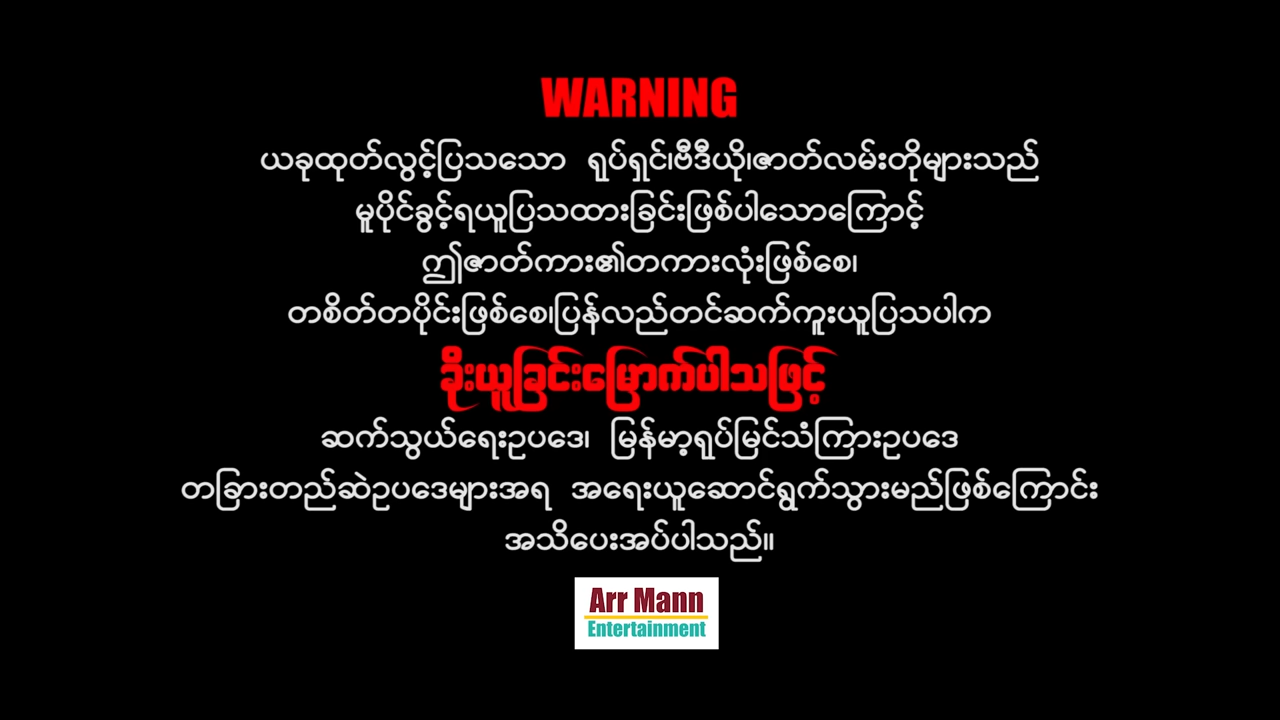 WARNING
ယခုထုတ်လွှင့်ပြသသော ရုပ်ရှင်၊ဗီဒီယို၊ဇာတ်လမ်းတိုများသည်
မူပိုင်ခွင့်ရယူပြသထားခြင်းဖြစ်ပါသောကြောင့်
ဤဇာတ်ကား၏တကားလုံးဖြစ်စေ၊
တစိတ်တပိုင်းဖြစ်စေ၊ပြန်လည်တင်ဆက်ကူးယူပြသပါက
ခိုးယူခြင်းမြောက်ပါသဖြင့်
ဆက်သွယ်ရေးဥပဒေ၊ မြန်မာ့ရုပ်မြင်သံကြားဥပဒေ
တခြားတည်ဆဲဥပဒေများအရ အရေးယူဆောင်ရွက်သွားမည်ဖြစ်ကြောင်း
အသိပေးအပ်ပါသည်။
Arr Mann
Entertainment